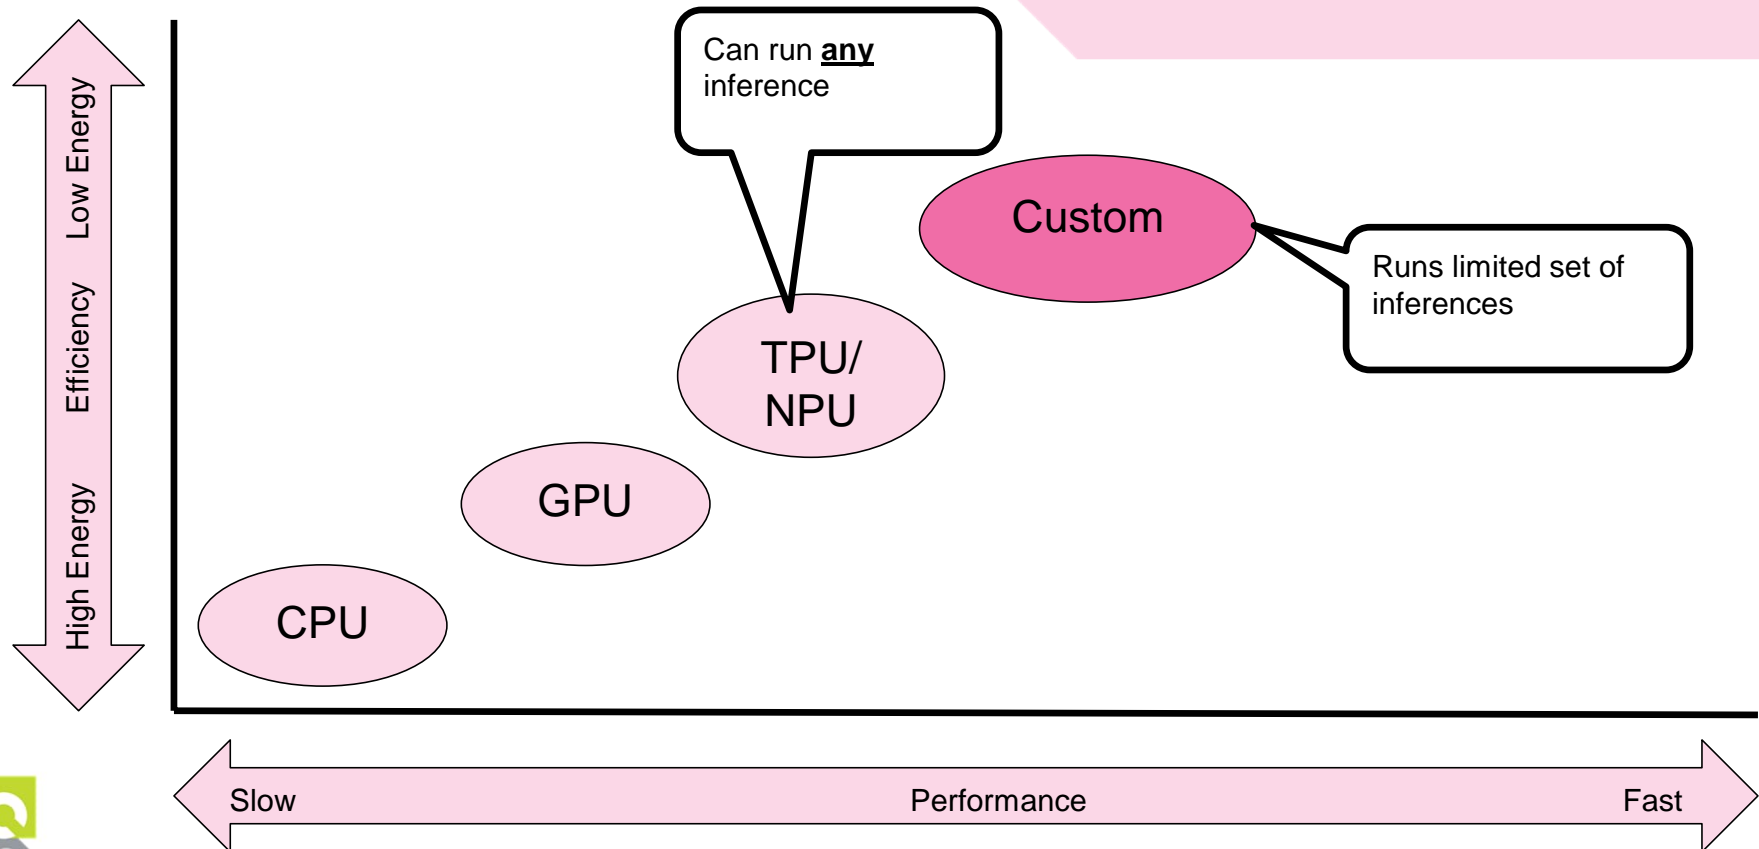 Can run any
inference
Low Energy
Efficiency
High Energy
Custom
Runs limited set of
inferences
TPU/
NPU
GPU
CPU
Slow
Performance
Fast